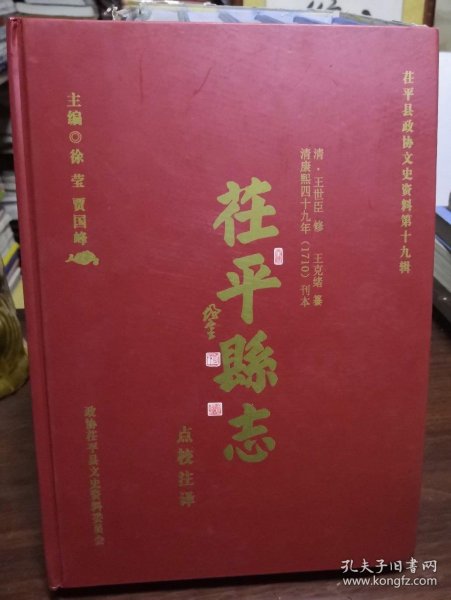 茌平县政协文史资料第十九辑
清·王世臣 修 王克绪 纂
清康熙四十九年（1710）刊本
茌平縣志
点校注译
主编◎徐莹 贾国峰
政协茌平县文史资料委员会
孔夫子旧书网
www.kongfz.com